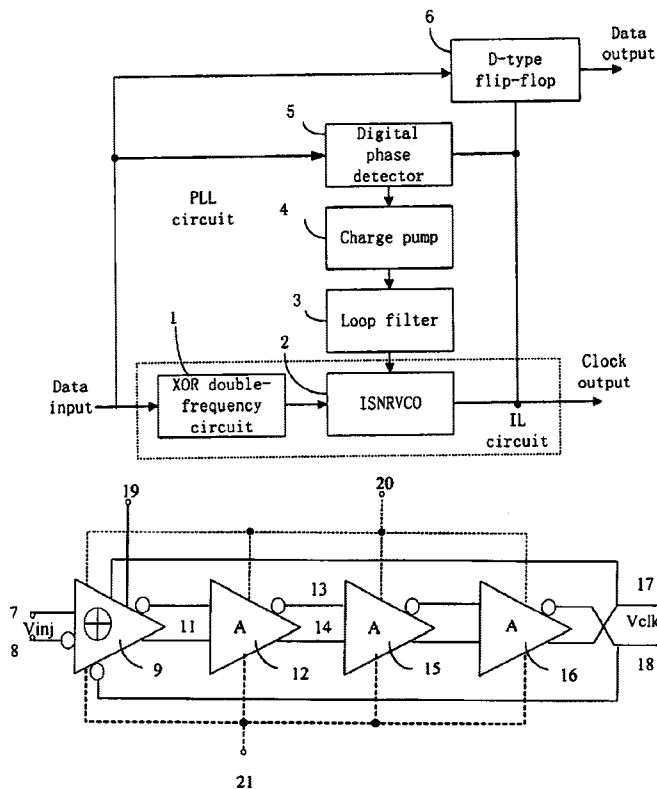 6
D-type
flip-flop
Data
output
5
Digital
phase
detector
PLL
circuit
4
Charge pump
3
Loop filter
1
2
Data
input
XOR double-
frequency
circuit
ISNRVCO
Clock
output
IL
circuit
19
20
7
Vinj
8
9
11
A
12
13
14
A
15
A
16
17
Vclk
18
21